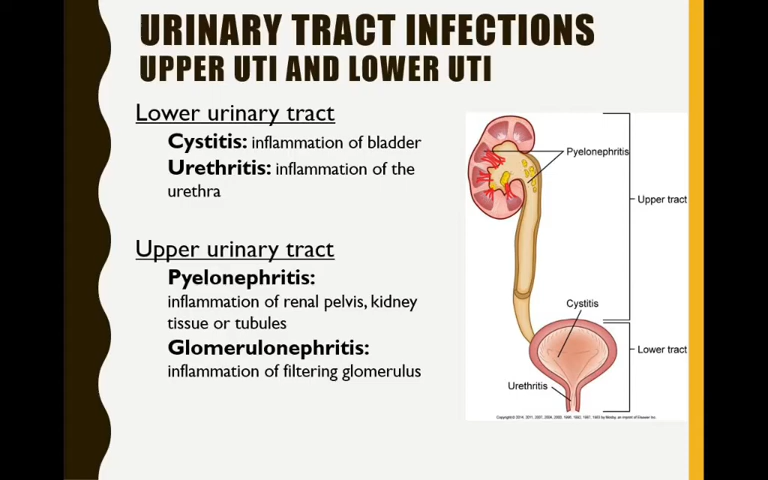 URINARY TRACT INFECTIONS
UPPER UTI AND LOWER UTI
Lower urinary tract
Cystitis: inflammation of bladder
Urethritis: inflammation of the
urethra
Upper urinary tract
Pyelonephritis:
inflammation of renal pelvis, kidney
tissue or tubules
Glomerulonephritis:
inflammation of filtering glomerulus
Pyelonephritis
Upper tract
Cystitis
Lower tract
Urethritis